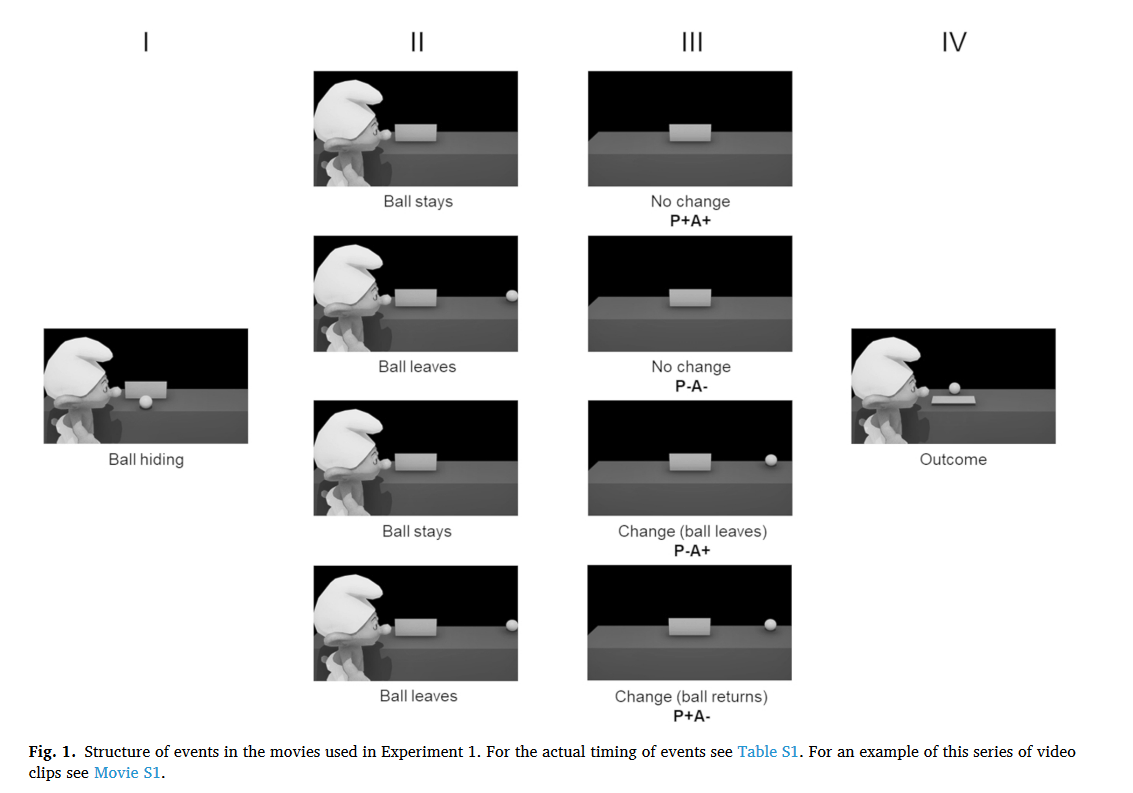 I
II
III
IV
Ball stays
No change
P+A+
Ball leaves
No change
P-A-
Ball hiding
Outcome
Ball stays
Change (ball leaves)
P-A+
Ball leaves
Change (ball returns)
P+A-
Fig. 1. Structure of events in the movies used in Experiment 1. For the actual timing of events see Table S1. For an example of this series of video
clips see Movie S1.